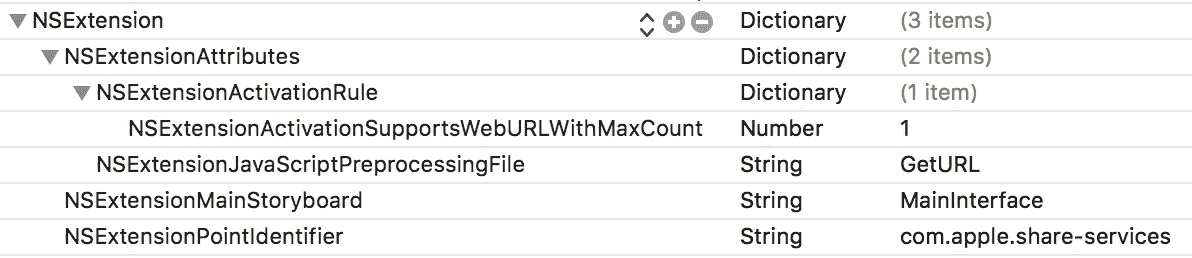 NSExtension Dictionary (3 items)
NSExtensionAttributes Dictionary (2 items)
NSExtensionActivationRule Dictionary (1 item)
NSExtensionActivationSupportsWebURLWithMaxCount Number 1
NSExtensionJavaScriptPreprocessingFile String GetURL
NSExtensionMainStoryboard String MainInterface
NSExtensionPointIdentifier String com.apple.share-services